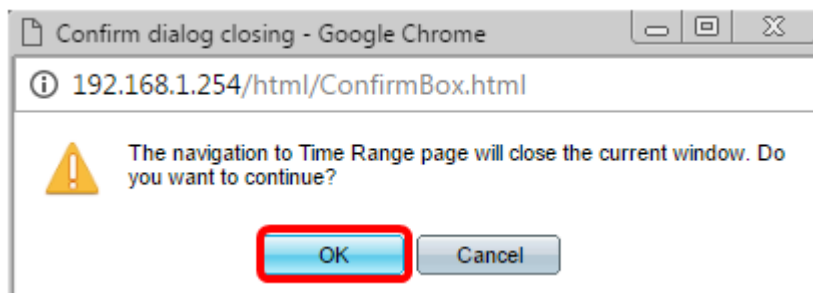 Confirm dialog closing - Google Chrome
192.168.1.254/html/ConfirmBox.html
The navigation to Time Range page will close the current window. Do
you want to continue?
OK Cancel